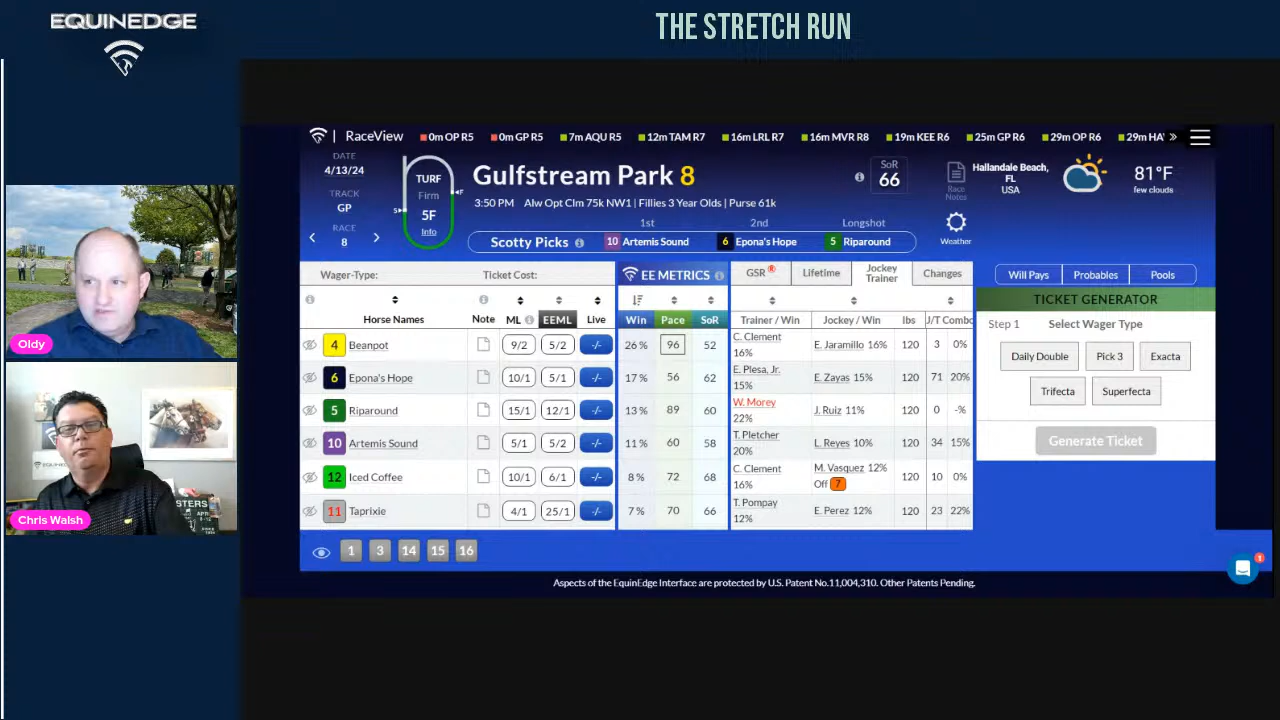 EQUINEDGE
THE STRETCH RUN
RaceView 0m OP R5 0m GP R5 7m AQU R5 12m TAM R7 16m LRL R7 16m MVR R8 19m KEE R6 25m GP R6 29m OP R6 29m HA
DATE
4/13/24
TRACK
GP
RACE
8
TURF
Firm
5F
Info
Gulfstream Park 8
3:50 PM Alw Opt Clm 75k NW1 | Fillies 3 Year Olds | Purse 61k
SoR
66
Race Notes
Hallandale Beach, FL USA
81°F
few clouds
Weather
1st 2nd Longshot
Scotty Picks 10 Artemis Sound 6 Epona's Hope 5 Riparound
Wager-Type: Ticket Cost:
EE METRICS
GSR Lifetime Jockey Trainer Changes
Will Pays Probables Pools
TICKET GENERATOR
Step 1 Select Wager Type
Daily Double Pick 3 Exacta
Trifecta Superfecta
Generate Ticket
Horse Names Note ML EEML Live Win Pace SoR Trainer / Win Jockey / Win lbs J/T Combo
4 Beanpot 9/2 5/2 -/- 26 % 96 52 C. Clement 16% E. Jaramillo 16% 120 3 0%
6 Epona's Hope 10/1 5/1 -/- 17 % 56 62 E. Plesa, Jr. 15% E. Zayas 15% 120 71 20%
5 Riparound 15/1 12/1 -/- 13 % 89 60 W. Morey 22% J. Ruiz 11% 120 0 -%
10 Artemis Sound 5/1 5/2 -/- 11 % 60 58 T. Pletcher 20% L. Reyes 10% 120 34 15%
12 Iced Coffee 10/1 6/1 -/- 8 % 72 68 C. Clement 16% M. Vasquez 12% Off 7 120 10 0%
11 Taprixie 4/1 25/1 -/- 7 % 70 66 T. Pompay 12% E. Perez 12% 120 23 22%
1 3 14 15 16
Aspects of the EquinEdge Interface are protected by U.S. Patent No.11,004,310. Other Patents Pending.
Oldy
Chris Walsh